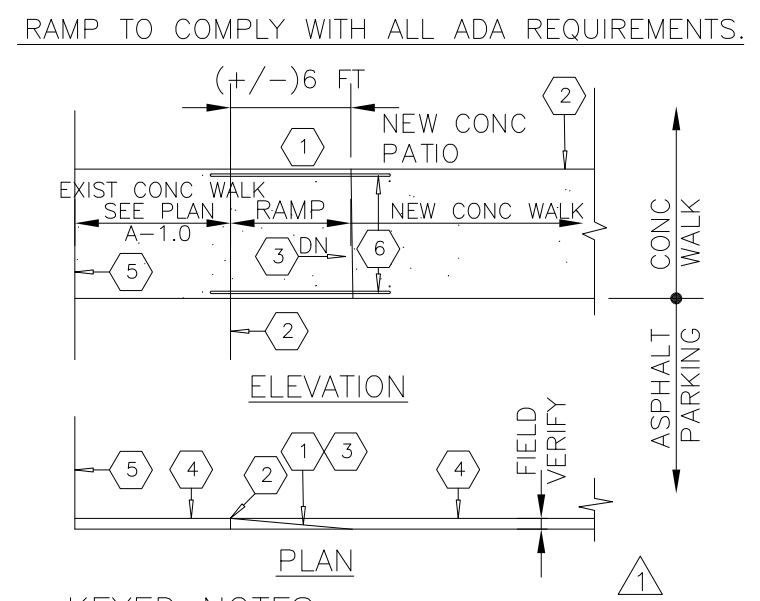 RAMP TO COMPLY WITH ALL ADA REQUIREMENTS.
(+/-)6 FT
2
1
NEW CONC
PATIO
EXIST CONC WALK
SEE PLAN
A-1.0
RAMP
NEW CONC WALK
3
DN
6
5
2
CONC
WALK
ASPHALT
PARKING
ELEVATION
5
4
2
1
3
4
FIELD
VERIFY
PLAN
1
KEYED NOTES